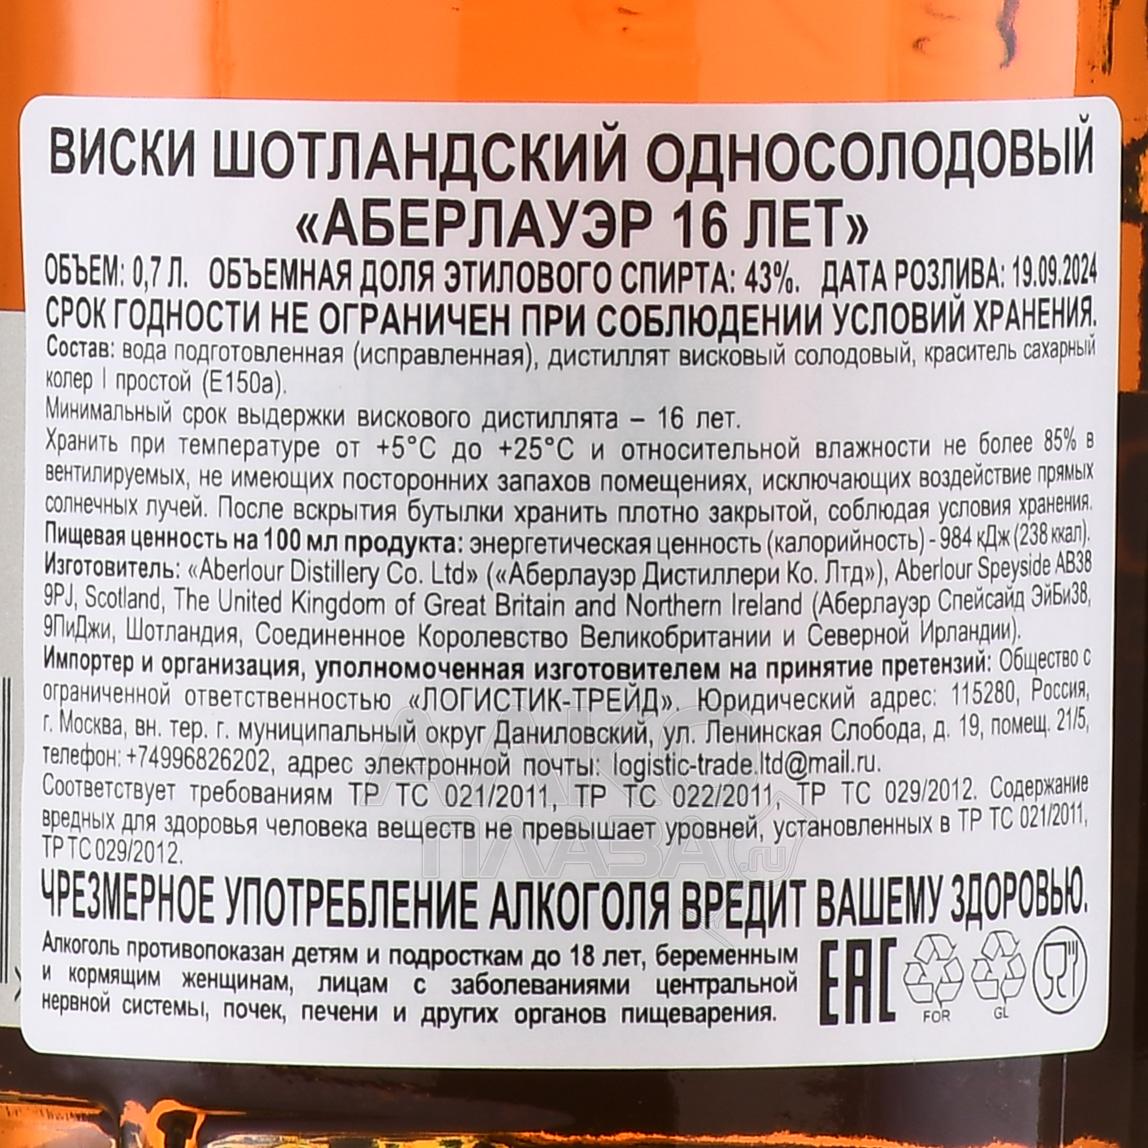 ВИСКИ ШОТЛАНДСКИЙ ОДНОСОЛОДОВЫЙ
«АБЕРЛАУЭР 16 ЛЕТ»
ОБЪЕМ: 0,7 Л. ОБЪЕМНАЯ ДОЛЯ ЭТИЛОВОГО СПИРТА: 43%. ДАТА РОЗЛИВА: 19.09.2024
СРОК ГОДНОСТИ НЕ ОГРАНИЧЕН ПРИ СОБЛЮДЕНИИ УСЛОВИЙ ХРАНЕНИЯ.
Состав: вода подготовленная (исправленная), дистиллят висковый солодовый, краситель сахарный
колер I простой (Е150а).
Минимальный срок выдержки вискового дистиллята – 16 лет.
Хранить при температуре от +5°С до +25°С и относительной влажности не более 85% в
вентилируемых, не имеющих посторонних запахов помещениях, исключающих воздействие прямых
солнечных лучей. После вскрытия бутылки хранить плотно закрытой, соблюдая условия хранения.
Пищевая ценность на 100 мл продукта: энергетическая ценность (калорийность) - 984 кДж (238 ккал).
Изготовитель: «Aberlour Distillery Co. Ltd» («Аберлауэр Дистиллери Ко. Лтд»), Aberlour Speyside AB38
9PJ, Scotland, The United Kingdom of Great Britain and Northern Ireland (Аберлауэр Спейсайд ЭйБи38,
9ПиДжи, Шотландия, Соединенное Королевство Великобритании и Северной Ирландии).
Импортер и организация, уполномоченная изготовителем на принятие претензий: Общество с
ограниченной ответственностью «ЛОГИСТИК-ТРЕЙД». Юридический адрес: 115280, Россия,
г. Москва, вн. тер. г. муниципальный округ Даниловский, ул. Ленинская Слобода, д. 19, помещ. 21/5,
телефон: +74996826202, адрес электронной почты: logistic-trade.ltd@mail.ru.
Соответствует требованиям ТР ТС 021/2011, ТР ТС 022/2011, ТР ТС 029/2012. Содержание
вредных для здоровья человека веществ не превышает уровней, установленных в ТР ТС 021/2011,
ТР ТС 029/2012.
ЧРЕЗМЕРНОЕ УПОТРЕБЛЕНИЕ АЛКОГОЛЯ ВРЕДИТ ВАШЕМУ ЗДОРОВЬЮ.
Алкоголь противопоказан детям и подросткам до 18 лет, беременным
и кормящим женщинам, лицам с заболеваниями центральной
нервной системы, почек, печени и других органов пищеварения.
EAC
FOR GL
АЛКО
ПЛАЗА.ru